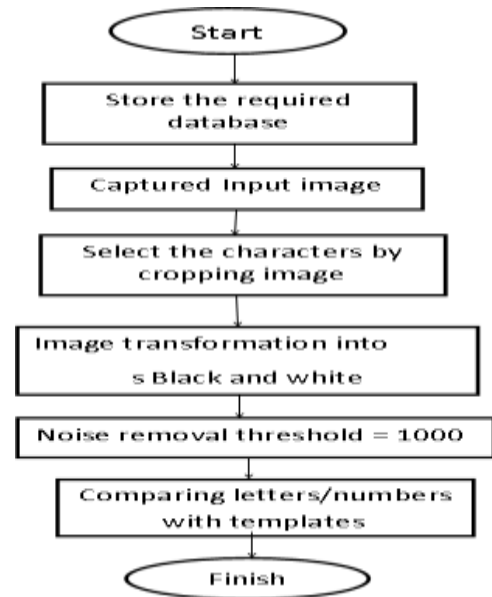 Start
Store the required
database
Captured Input image
Select the characters by
cropping image
Image transformation into
s Black and white
Noise removal threshold = 1000
Comparing letters/numbers
with templates
Finish